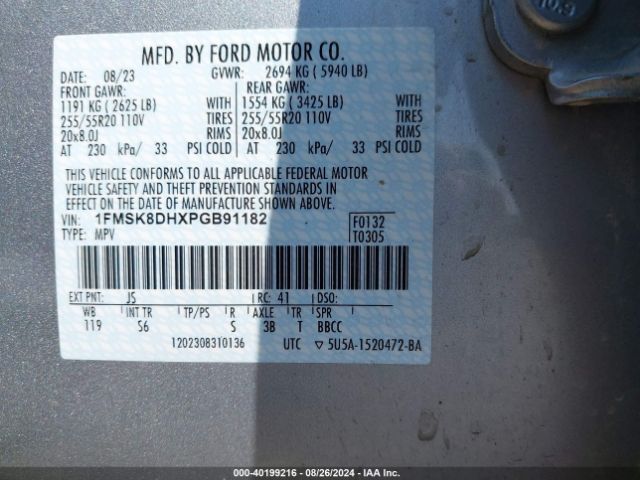 10.9
MFD. BY FORD MOTOR CO.
DATE: 08/23 GVWR: 2694 KG ( 5940 LB)
FRONT GAWR: REAR GAWR:
1191 KG ( 2625 LB) WITH 1554 KG ( 3425 LB) WITH
255/55R20 110V TIRES 255/55R20 110V TIRES
20x8.0J RIMS 20x8.0J RIMS
AT 230 kPa/ 33 PSI COLD AT 230 kPa/ 33 PSI COLD
THIS VEHICLE CONFORMS TO ALL APPLICABLE FEDERAL MOTOR
VEHICLE SAFETY AND THEFT PREVENTION STANDARDS IN
EFFECT ON THE DATE OF MANUFACTURE SHOWN ABOVE.
VIN: 1FMSK8DHXPGB91182 F0132
TYPE: MPV T0305
EXT PNT: JS RC: 41 DSO:
WB INT TR TP/PS R AXLE TR SPR
119 S6 S 3B T BBCC
1202308310136 UTC ▽ 5U5A-1520472-BA
000-40199216 - 08/26/2024 - IAAI.COM